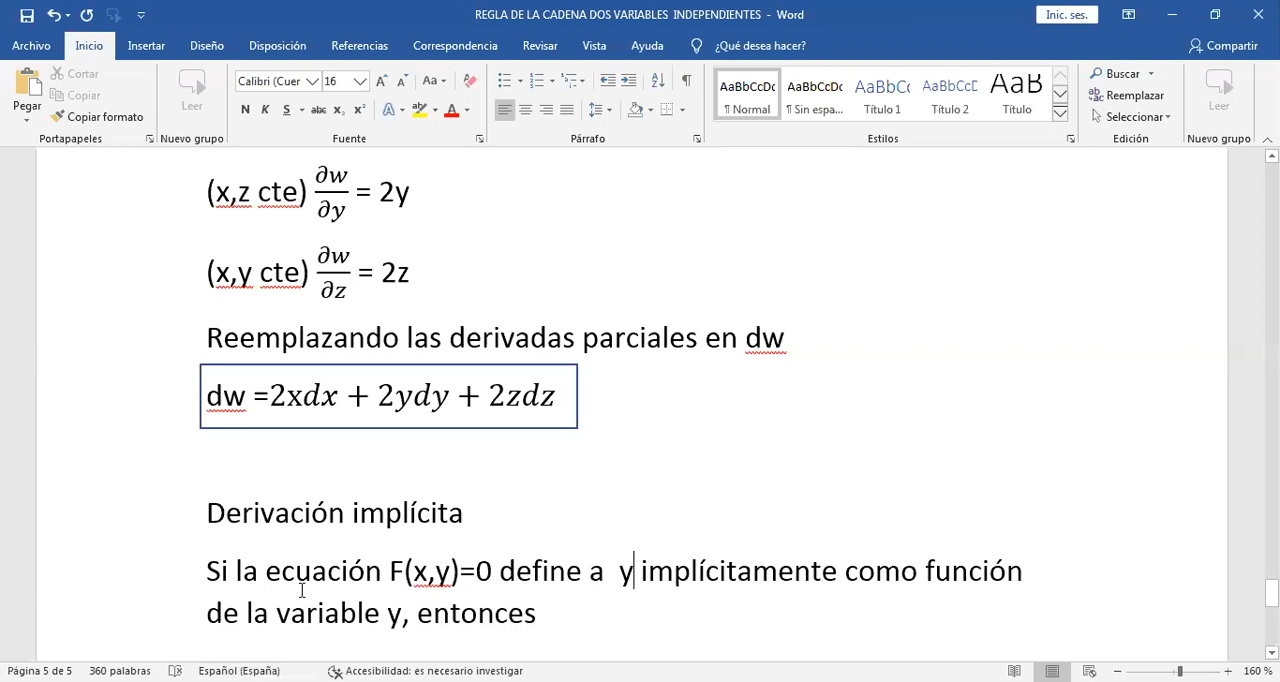 REGLA DE LA CADENA DOS VARIABLES INDEPENDIENTES - Word
Inic. ses.
Archivo Inicio Insertar Diseño Disposición Referencias Correspondencia Revisar Vista Ayuda ¿Qué desea hacer? Compartir
Pegar
Cortar
Copiar
Copiar formato
Portapapeles
Leer
Nuevo grupo
Calibri (Cuer 16
N K S abc x₂ x²
Fuente
Párrafo
AaBbCcDc AaBbCcDc AaBbCc AaBbCcD AaB
¶ Normal ¶ Sin espa... Título 1 Título 2 Título
Estilos
Buscar
Reemplazar
Seleccionar
Edición
Leer
Nuevo grupo
(x,z cte) ∂w/∂y = 2y
(x,y cte) ∂w/∂z = 2z
Reemplazando las derivadas parciales en dw
dw =2xdx + 2ydy + 2zdz
Derivación implícita
Si la ecuación F(x,y)=0 define a y implícitamente como función
de la variable y, entonces
Página 5 de 5 360 palabras Español (España) Accesibilidad: es necesario investigar 160 %